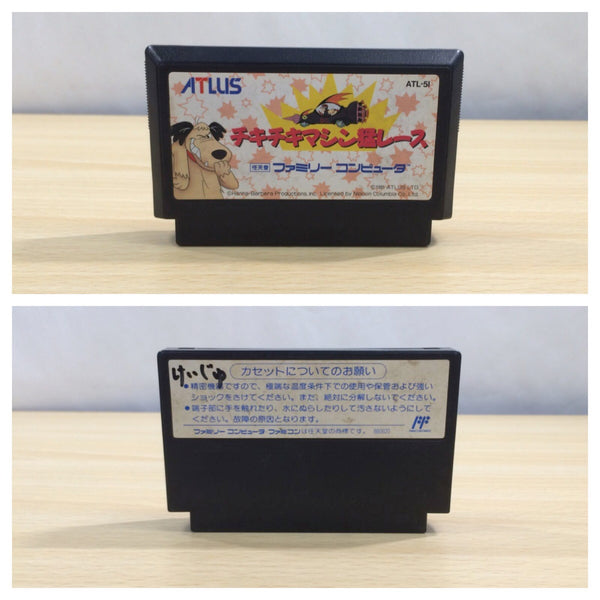 ATLUS
ATL-5I
チキチキマシン猛レース
任天堂 ファミリー コンピュータ
©1991 ATLUS LTD.
©Hanna-Barbera Productions, Inc. Licensed by Nippon Columbia Co., Ltd.
けいじゅ
カセットについてのお願い
●精密機器ですので、極端な温度条件下での使用や保管および強い
ショックをさけてください。また、絶対に分解しないでください。
●端子部に手を触れたり、水にぬらしたりして汚さないようにして
ください。故障の原因となります。
ファミリー コンピュータ・ファミコンは任天堂の商標です。